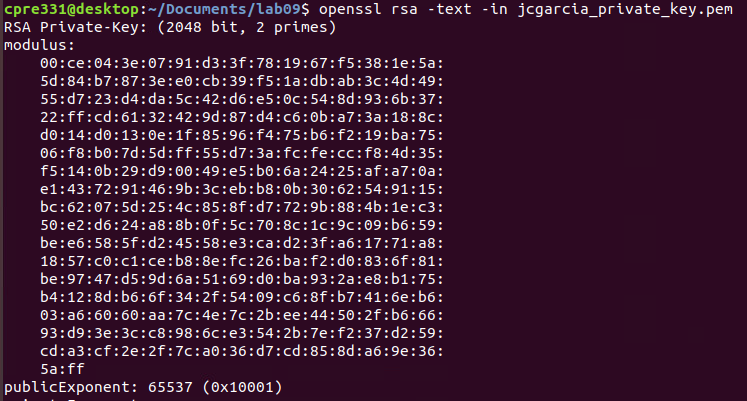 cpre331@desktop:~/Documents/lab09$ openssl rsa -text -in jcgarcia_private_key.pem
RSA Private-Key: (2048 bit, 2 primes)
modulus:
00:ce:04:3e:07:91:d3:3f:78:19:67:f5:38:1e:5a:
5d:84:b7:87:3e:e0:cb:39:f5:1a:db:ab:3c:4d:49:
55:d7:23:d4:da:5c:42:d6:e5:0c:54:8d:93:6b:37:
22:ff:cd:61:32:42:9d:87:d4:c6:0b:a7:3a:18:8c:
d0:14:d0:13:0e:1f:85:96:f4:75:b6:f2:19:ba:75:
06:f8:b0:7d:5d:ff:55:d7:3a:fc:fe:cc:f8:4d:35:
f5:14:0b:29:d9:00:49:e5:b0:6a:24:25:af:a7:0a:
e1:43:72:91:46:9b:3c:eb:b8:0b:30:62:54:91:15:
bc:62:07:5d:25:4c:85:8f:d7:72:9b:88:4b:1e:c3:
50:e2:d6:24:a8:8b:0f:5c:70:8c:1c:9c:09:b6:59:
be:e6:58:5f:d2:45:58:e3:ca:d2:3f:a6:17:71:a8:
18:57:c0:c1:ce:b8:8e:fc:26:ba:f2:d0:83:6f:81:
be:97:47:d5:9d:6a:51:69:d0:ba:93:2a:e8:b1:75:
b4:12:8d:b6:6f:34:2f:54:09:c6:8f:b7:41:6e:b6:
03:a6:60:60:aa:7c:4e:7c:2b:ee:44:50:2f:b6:66:
93:d9:3e:3c:c8:98:6c:e3:54:2b:7e:f2:37:d2:59:
cd:a3:cf:2e:2f:7c:a0:36:d7:cd:85:8d:a6:9e:36:
5a:ff
publicExponent: 65537 (0x10001)